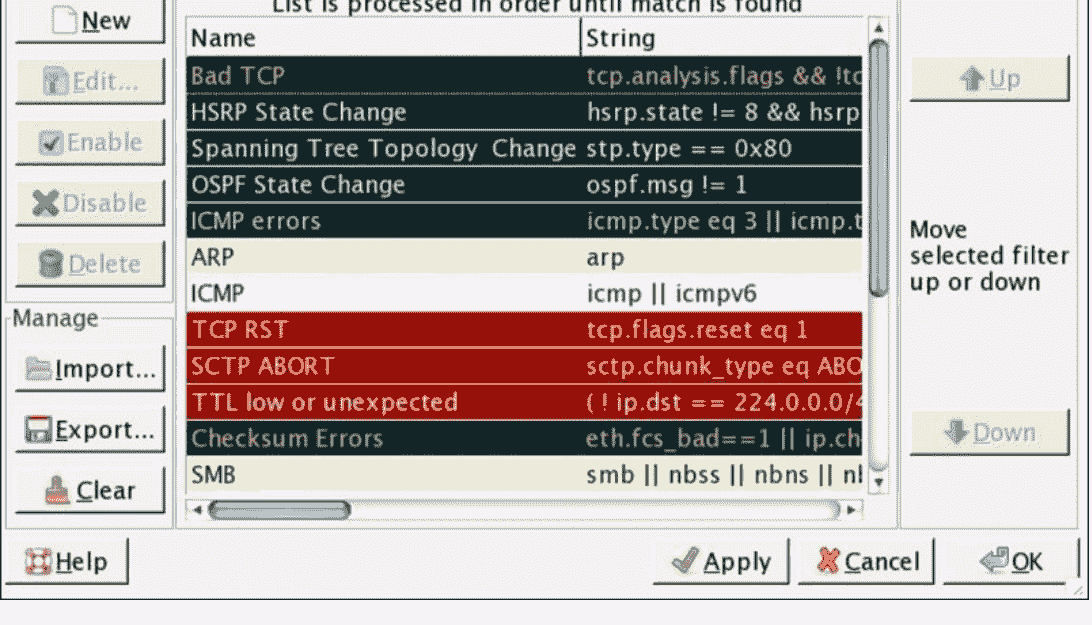 List is processed in order until match is found
New
Edit...
Enable
Disable
Delete
Manage
Import...
Export...
Clear
Name String
Bad TCP tcp.analysis.flags && !tc
HSRP State Change hsrp.state != 8 && hsrp
Spanning Tree Topology Change stp.type == 0x80
OSPF State Change ospf.msg != 1
ICMP errors icmp.type eq 3 || icmp.t
ARP arp
ICMP icmp || icmpv6
TCP RST tcp.flags.reset eq 1
SCTP ABORT sctp.chunk_type eq ABO
TTL low or unexpected ( ! ip.dst == 224.0.0.0/4
Checksum Errors eth.fcs_bad==1 || ip.ch
SMB smb || nbss || nbns || nl
Up
Move
selected filter
up or down
Down
Help
Apply
Cancel
OK